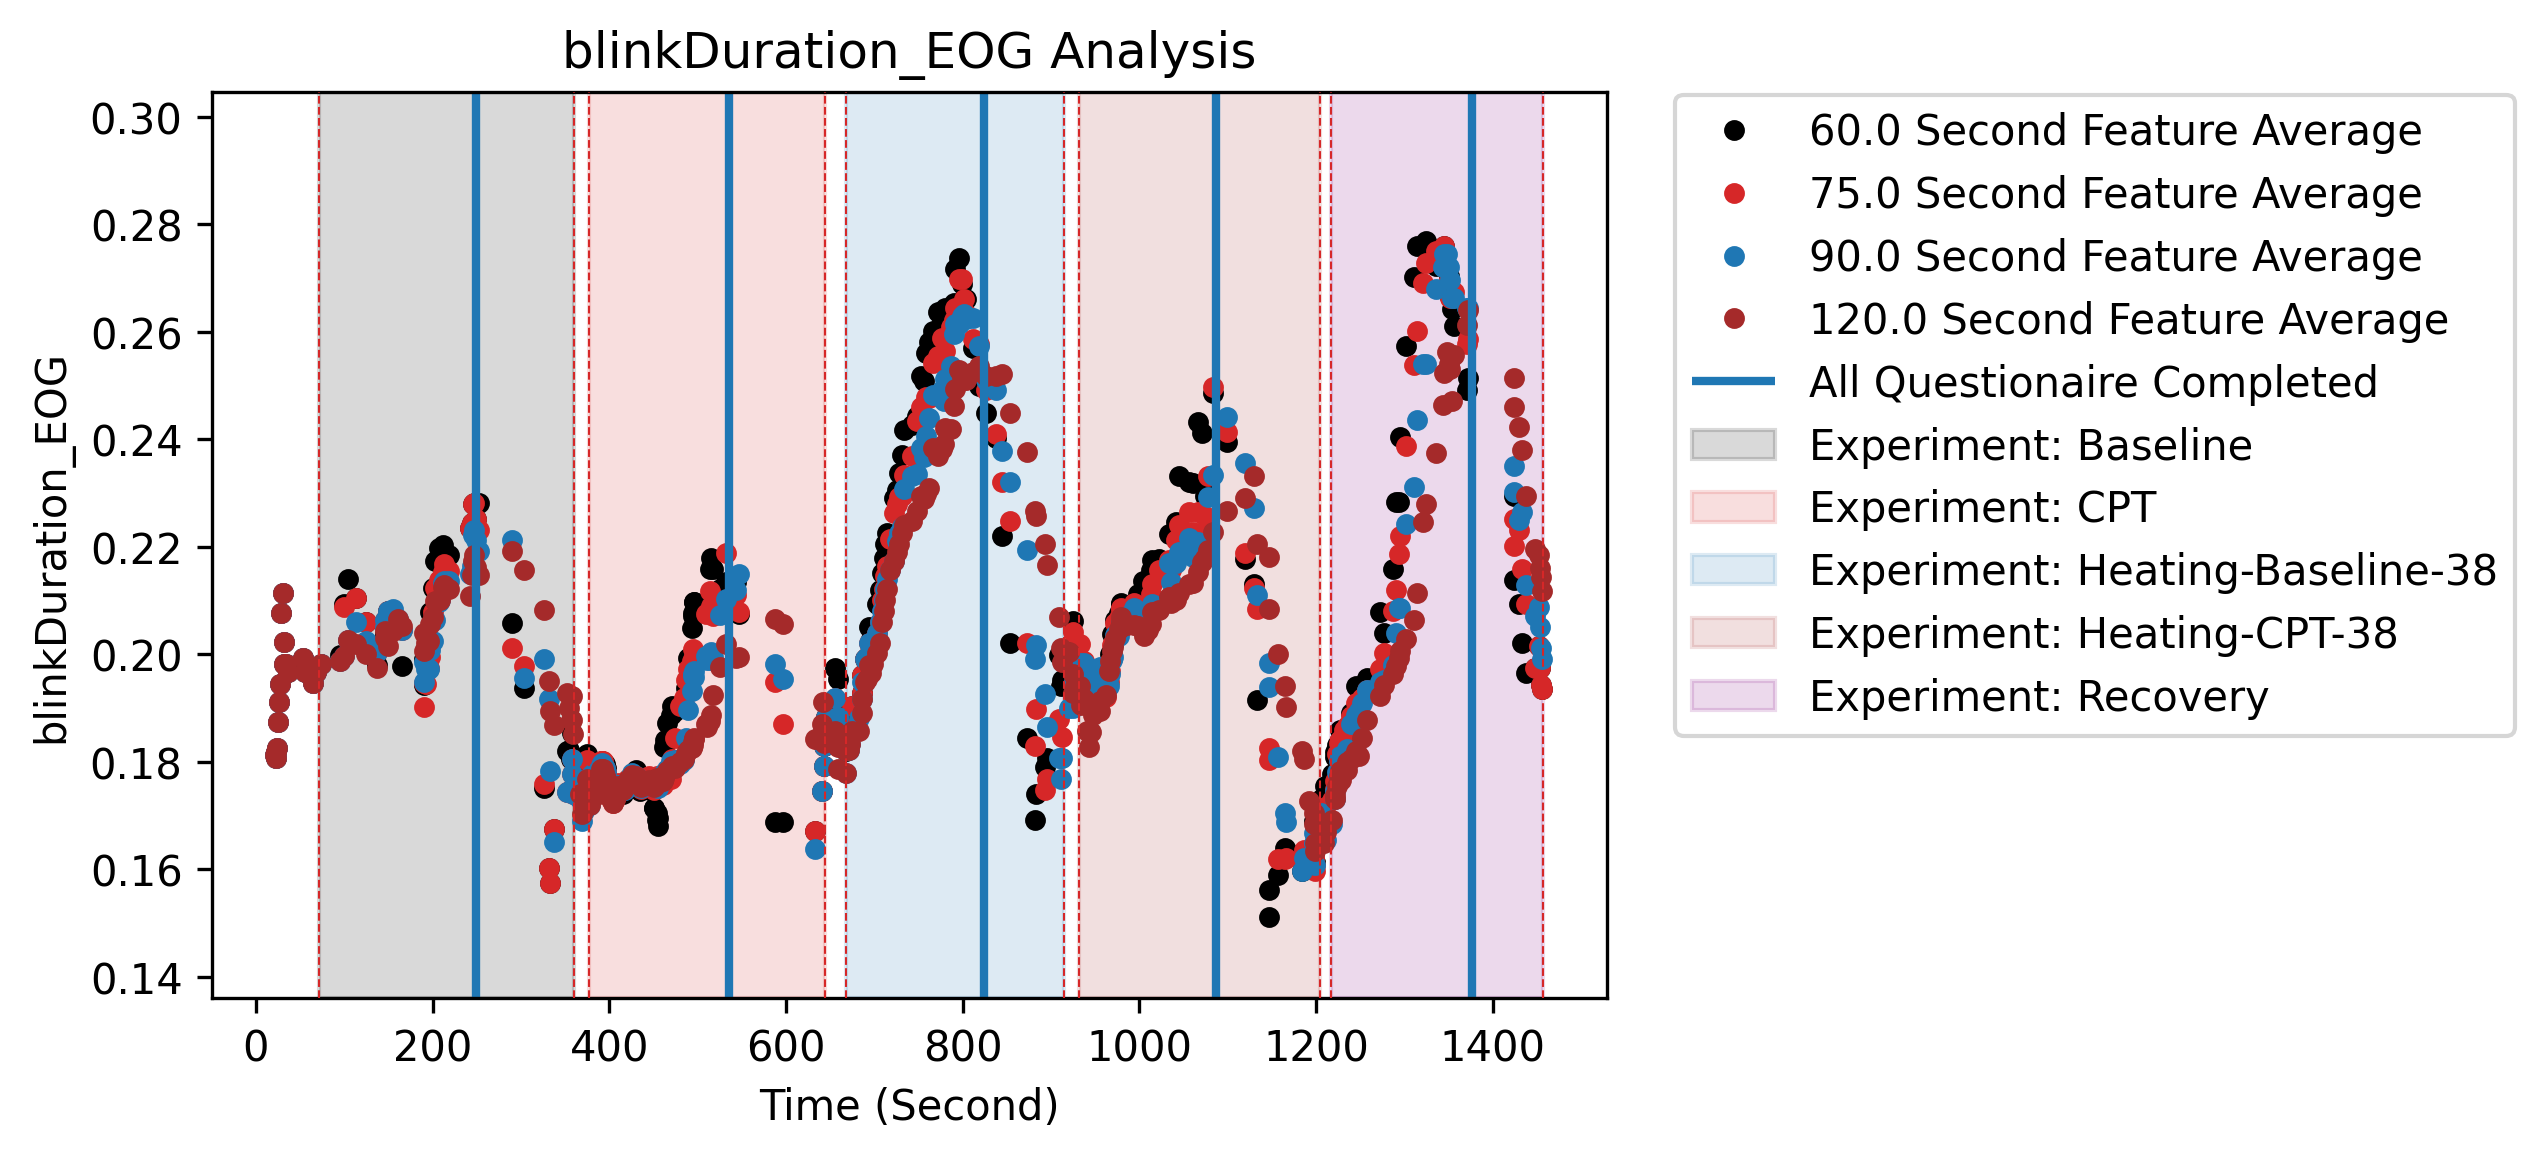 blinkDuration_EOG Analysis
blinkDuration_EOG
0.30
0.28
0.26
0.24
0.22
0.20
0.18
0.16
0.14
0 200 400 600 800 1000 1200 1400
Time (Second)
60.0 Second Feature Average
75.0 Second Feature Average
90.0 Second Feature Average
120.0 Second Feature Average
All Questionaire Completed
Experiment: Baseline
Experiment: CPT
Experiment: Heating-Baseline-38
Experiment: Heating-CPT-38
Experiment: Recovery